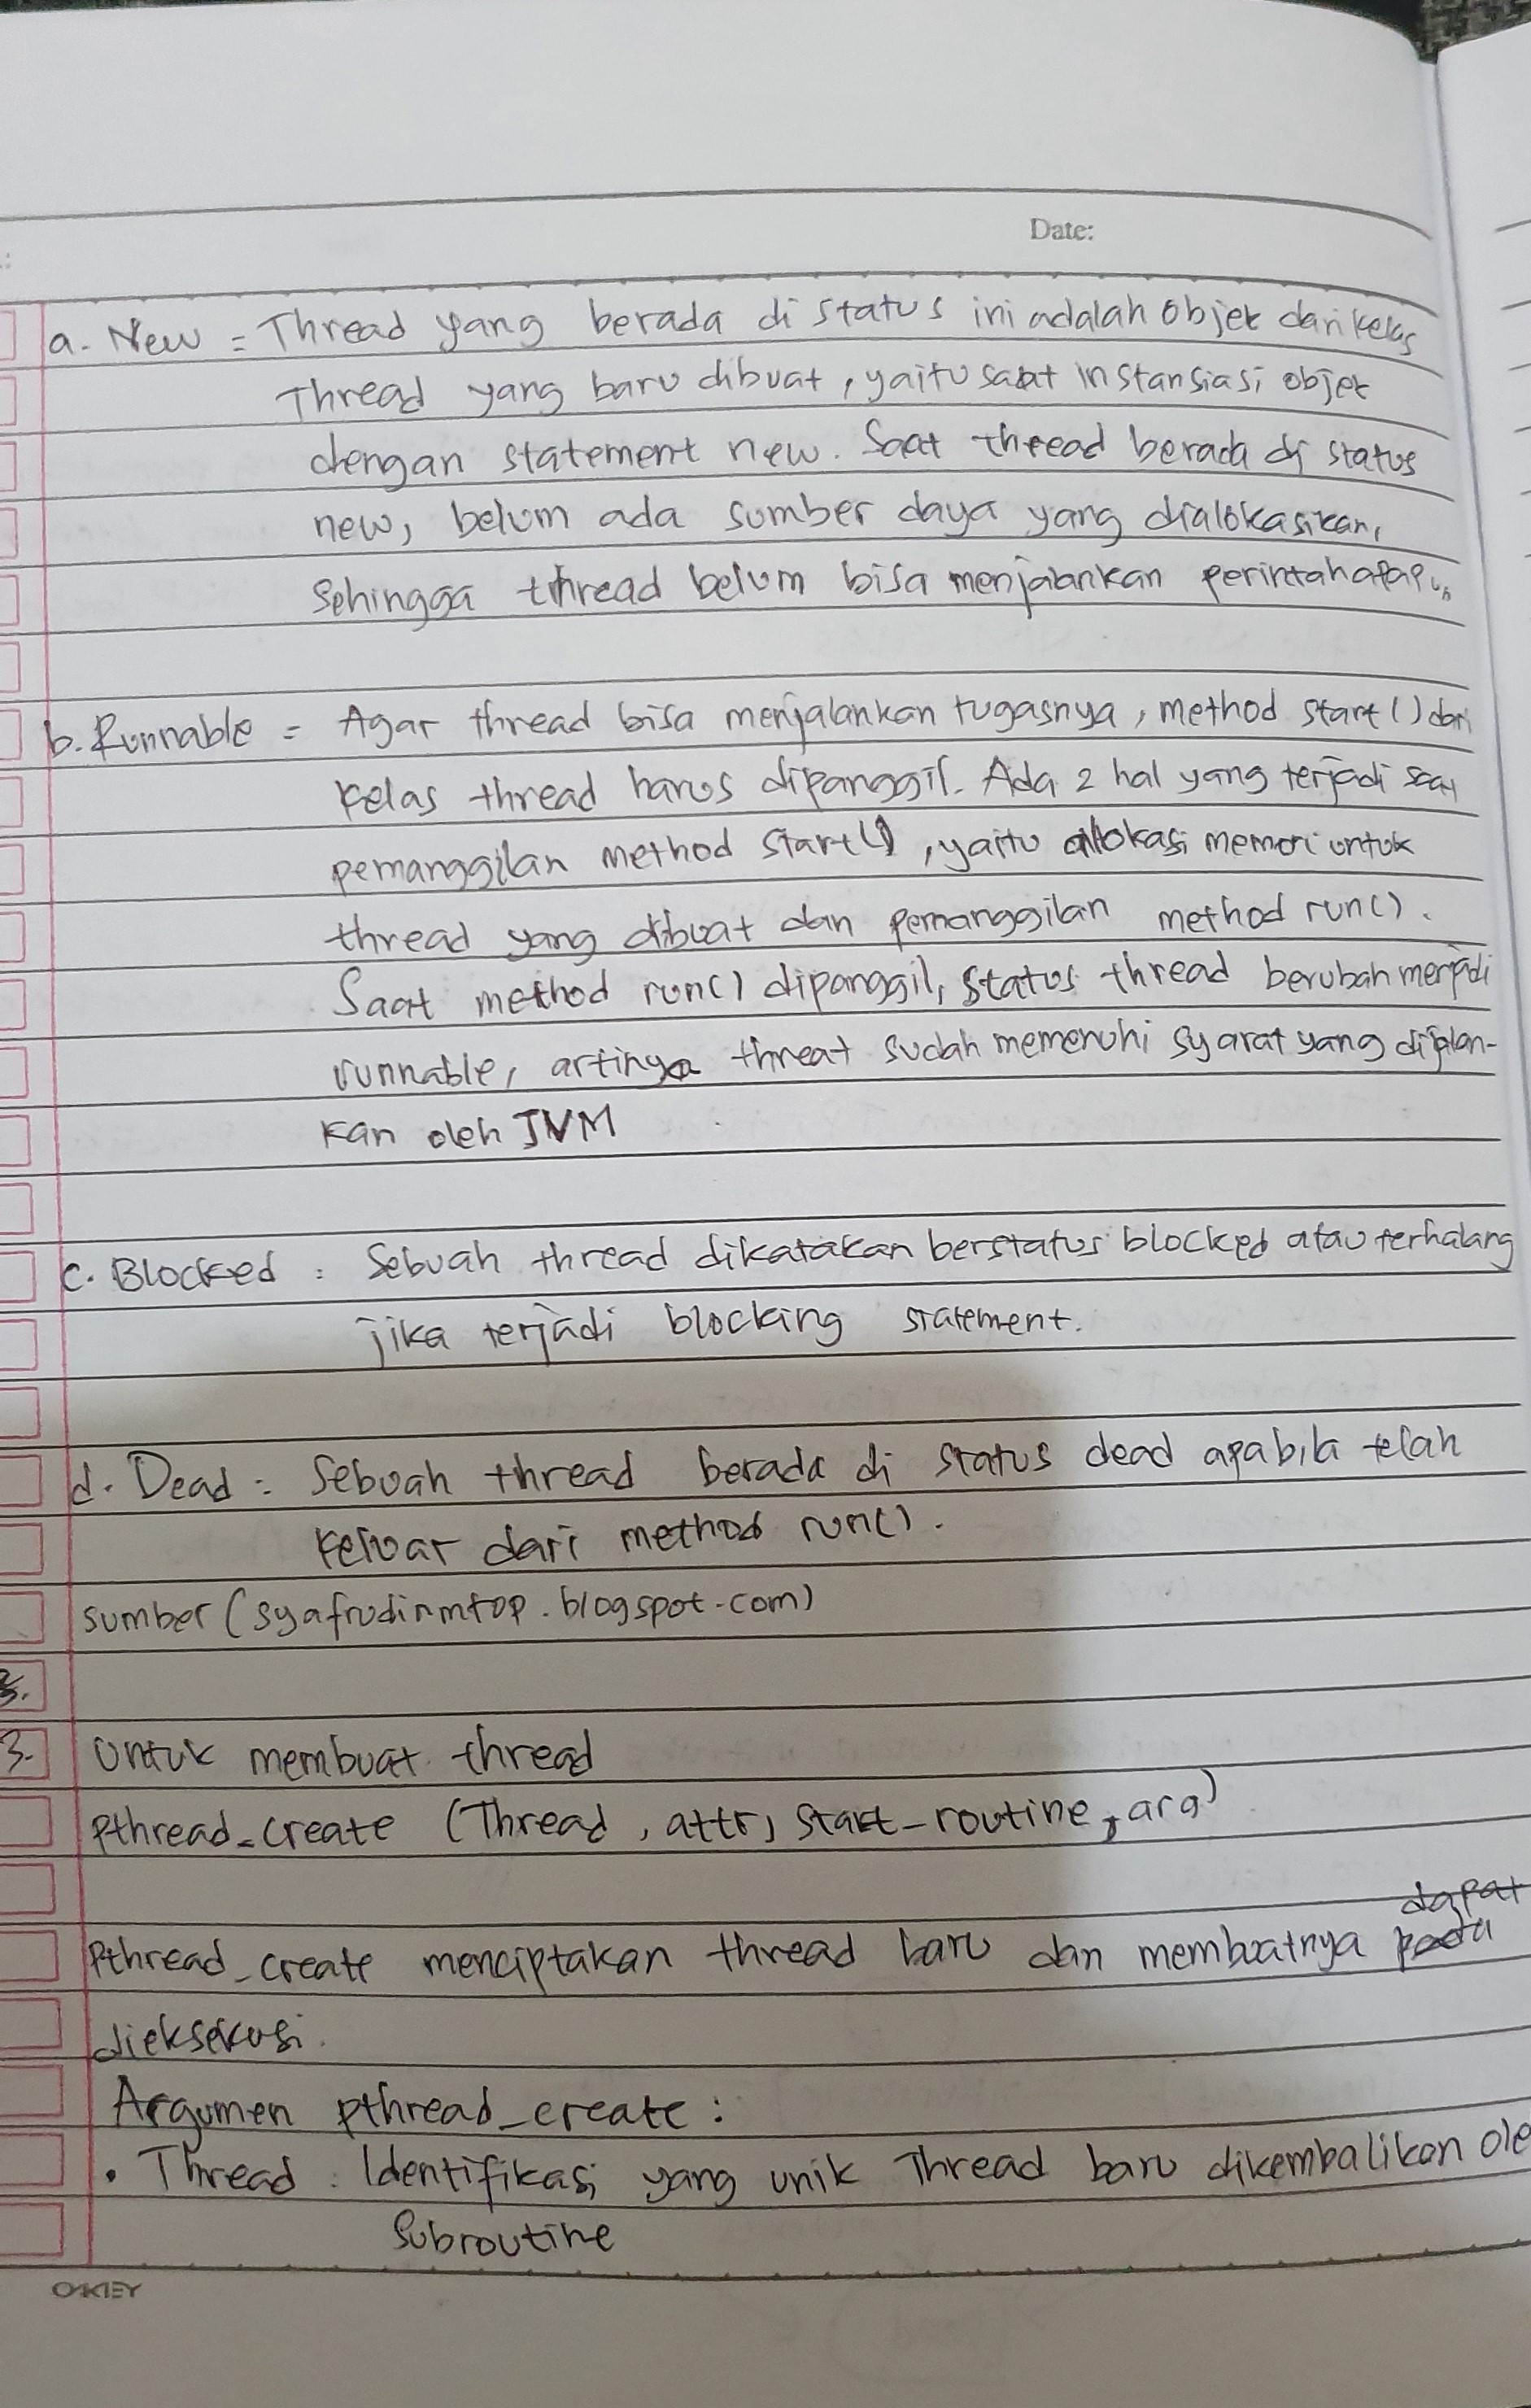 Date:
a. New = Thread yang berada di status ini adalah objek dari kelas
Thread yang baru dibuat, yaitu saat instansiasi objek
dengan statement new. Saat thread berada di status
new, belum ada sumber daya yang dialokasikan,
Sehingga thread belum bisa menjalankan perintah apapun
b. Runnable = Agar thread bisa menjalankan tugasnya, method start() dari
kelas thread harus dipanggil. Ada 2 hal yang terjadi saat
pemanggilan method start(), yaitu alokasi memori untuk
thread yang dibuat dan pemanggilan method run().
Saat method run() dipanggil, status thread berubah menjadi
runnable, artinya threat sudah memenuhi syarat yang dijalan-
kan oleh JVM
c. Blocked : Sebuah thread dikatakan berstatus blocked atau terhalang
jika terjadi blocking statement.
d. Dead : Sebuah thread berada di status dead apabila telah
keluar dari method run().
sumber (syafrudinmtop.blogspot.com)
3.
3. Untuk membuat thread
pthread_create (Thread, attr, start_routine, arg)
dapat
Pthread_create menciptakan thread baru dan membuatnya
dieksekusi.
Argumen pthread_create :
• Thread : Identifikasi yang unik Thread baru dikembalikan ole
Subroutine
OKEY